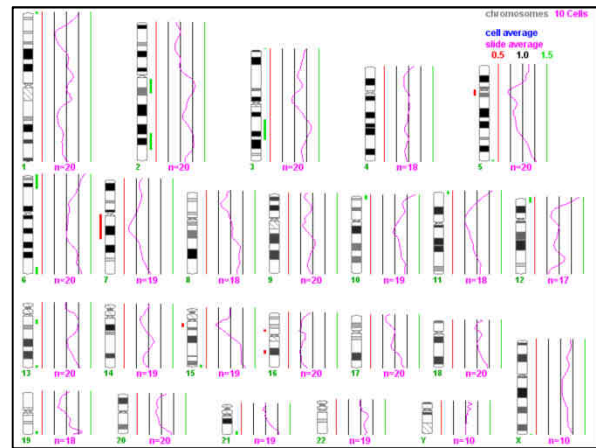 chromosomes 10 Cells
cell average
slide average
0.5 1.0 1.5
1 n=20
2 n=20
3 n=20
4 n=18
5 n=20
6 n=20
7 n=19
8 n=18
9 n=20
10 n=19
11 n=18
12 n=17
13 n=20
14 n=19
15 n=19
16 n=20
17 n=20
18 n=20
19 n=18
20 n=20
21 n=19
22 n=19
Y n=10
X n=10